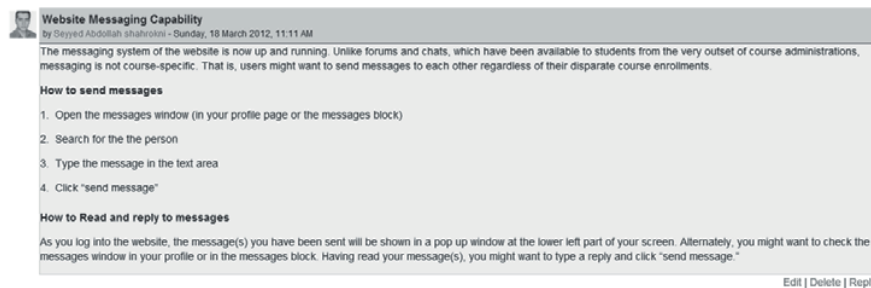 Website Messaging Capability
by Seyyed Abdollah shahrokni - Sunday, 18 March 2012, 11:11 AM
The messaging system of the website is now up and running. Unlike forums and chats, which have been available to students from the very outset of course administrations,
messaging is not course-specific. That is, users might want to send messages to each other regardless of their disparate course enrollments.
How to send messages
1. Open the messages window (in your profile page or the messages block)
2. Search for the the person
3. Type the message in the text area
4. Click “send message”
How to Read and reply to messages
As you log into the website, the message(s) you have been sent will be shown in a pop up window at the lower left part of your screen. Alternately, you might want to check the
messages window in your profile or in the messages block. Having read your message(s), you might want to type a reply and click “send message.”
Edit | Delete | Repl